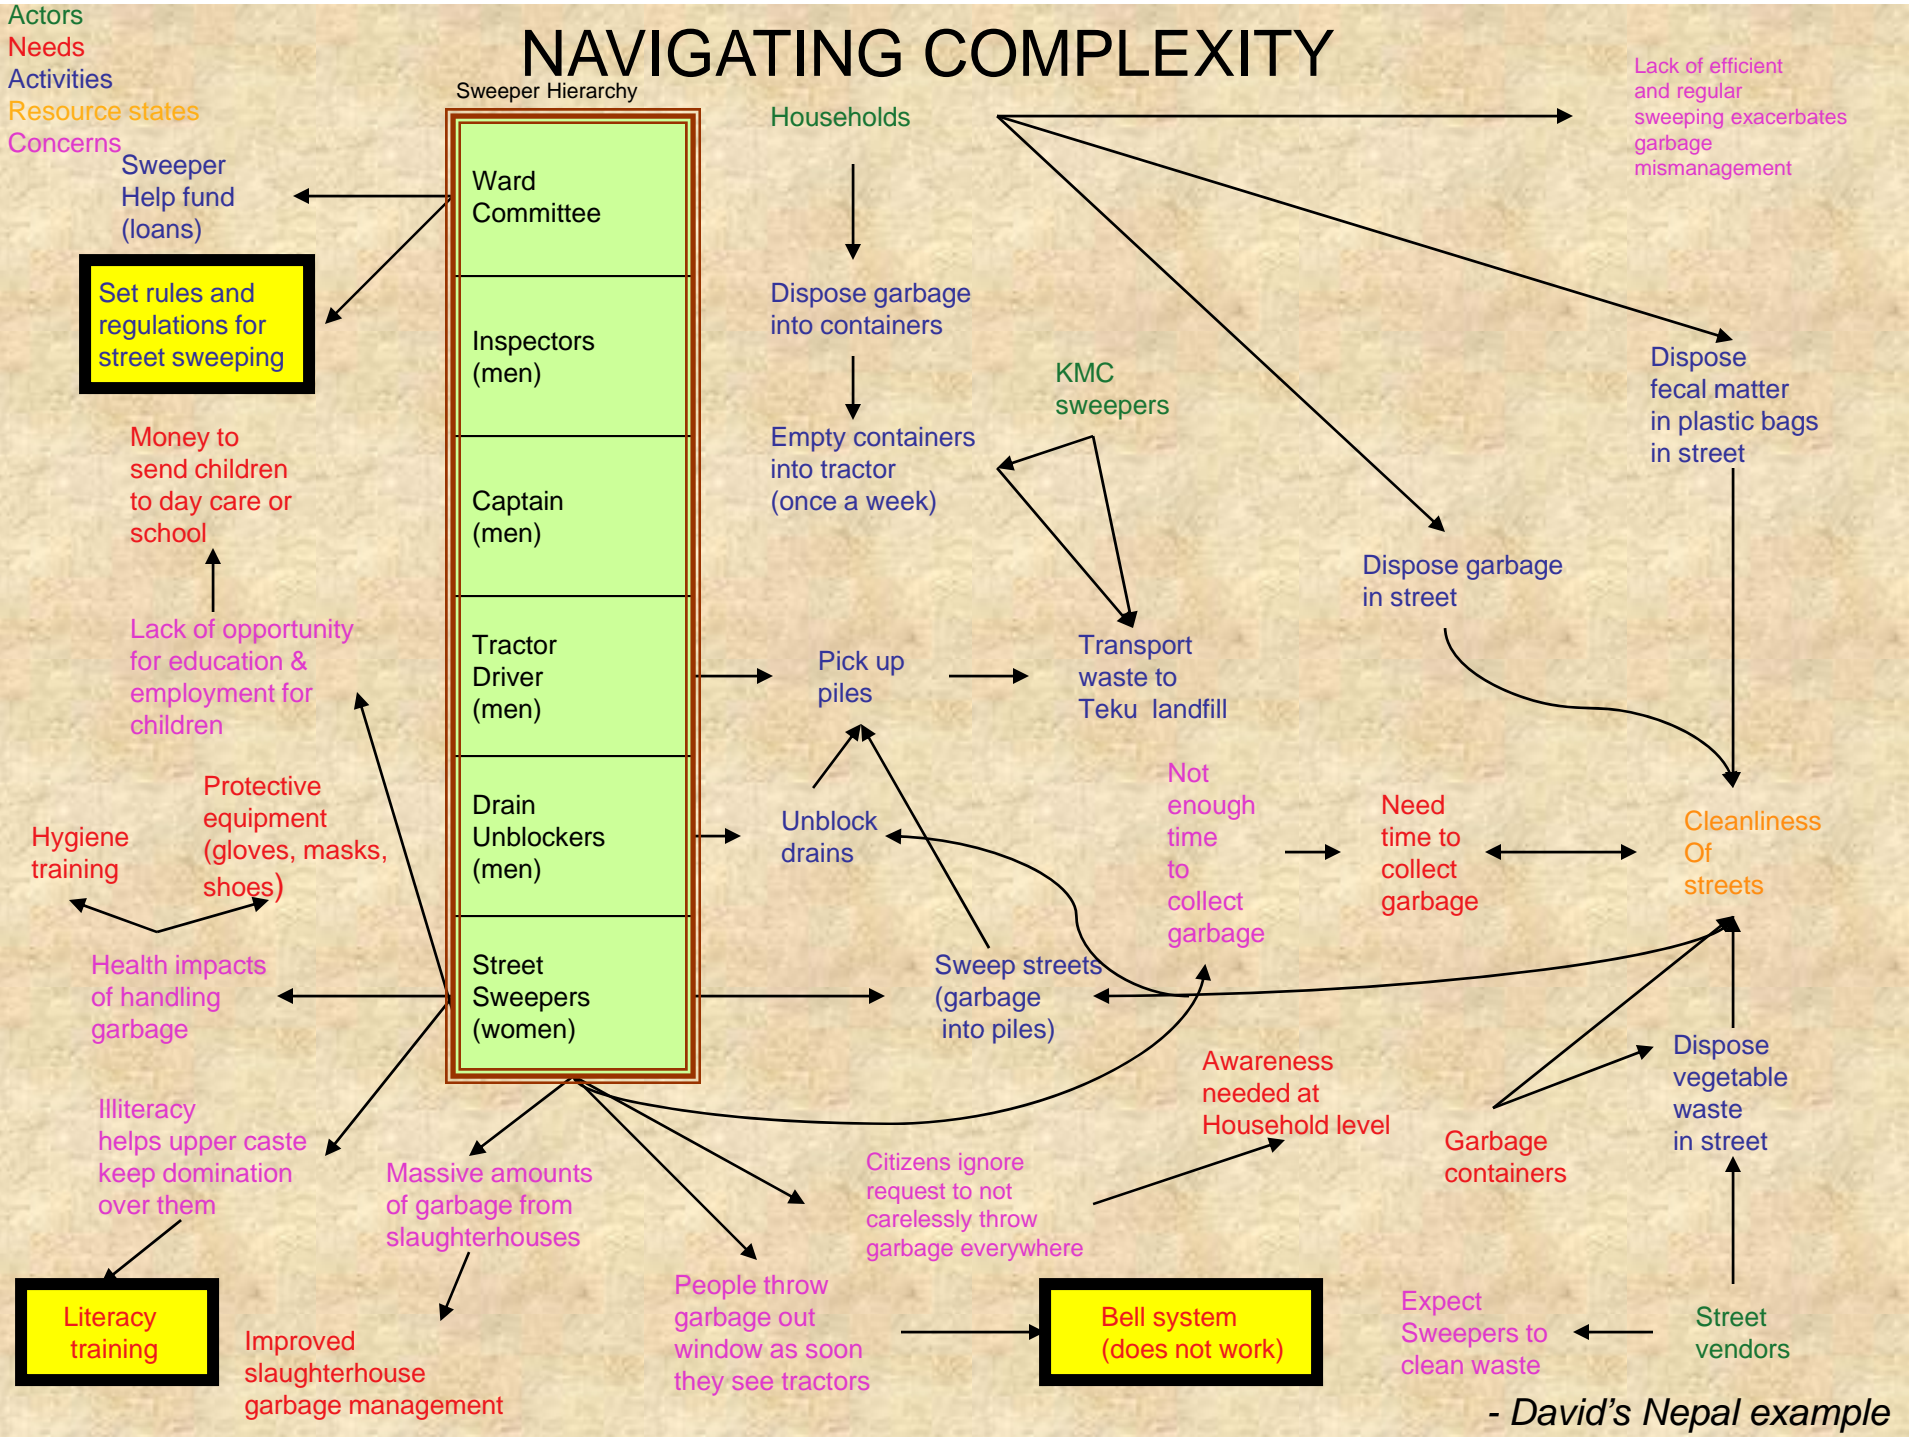 Actors
Needs
Activities
Resource states
Concerns
NAVIGATING COMPLEXITY
Sweeper Hierarchy
Ward
Committee
Inspectors
(men)
Captain
(men)
Tractor
Driver
(men)
Drain
Unblockers
(men)
Street
Sweepers
(women)
Sweeper
Help fund
(loans)
Set rules and
regulations for
street sweeping
Money to
send children
to day care or
school
Lack of opportunity
for education &
employment for
children
Protective
equipment
(gloves, masks,
shoes)
Hygiene
training
Health impacts
of handling
garbage
Illiteracy
helps upper caste
keep domination
over them
Literacy
training
Massive amounts
of garbage from
slaughterhouses
Improved
slaughterhouse
garbage management
Households
Dispose garbage
into containers
Empty containers
into tractor
(once a week)
KMC
sweepers
Pick up
piles
Transport
waste to
Teku landfill
Unblock
drains
Sweep streets
(garbage
into piles)
Not
enough
time
to
collect
garbage
Need
time to
collect
garbage
Cleanliness
Of
streets
Lack of efficient
and regular
sweeping exacerbates
garbage
mismanagement
Dispose
fecal matter
in plastic bags
in street
Dispose garbage
in street
Awareness
needed at
Household level
Citizens ignore
request to not
carelessly throw
garbage everywhere
People throw
garbage out
window as soon
they see tractors
Bell system
(does not work)
Garbage
containers
Dispose
vegetable
waste
in street
Expect
Sweepers to
clean waste
Street
vendors
- David's Nepal example